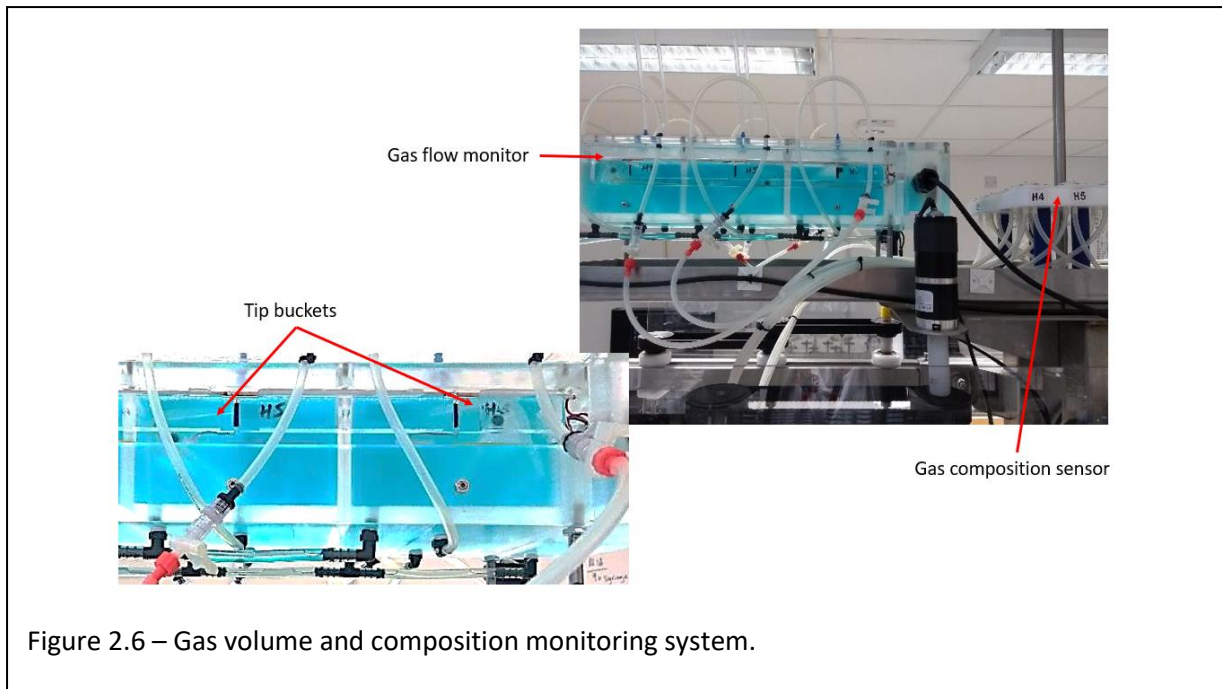 Gas flow monitor
H4 H5
Tip buckets
HS
Gas composition sensor
Figure 2.6 – Gas volume and composition monitoring system.